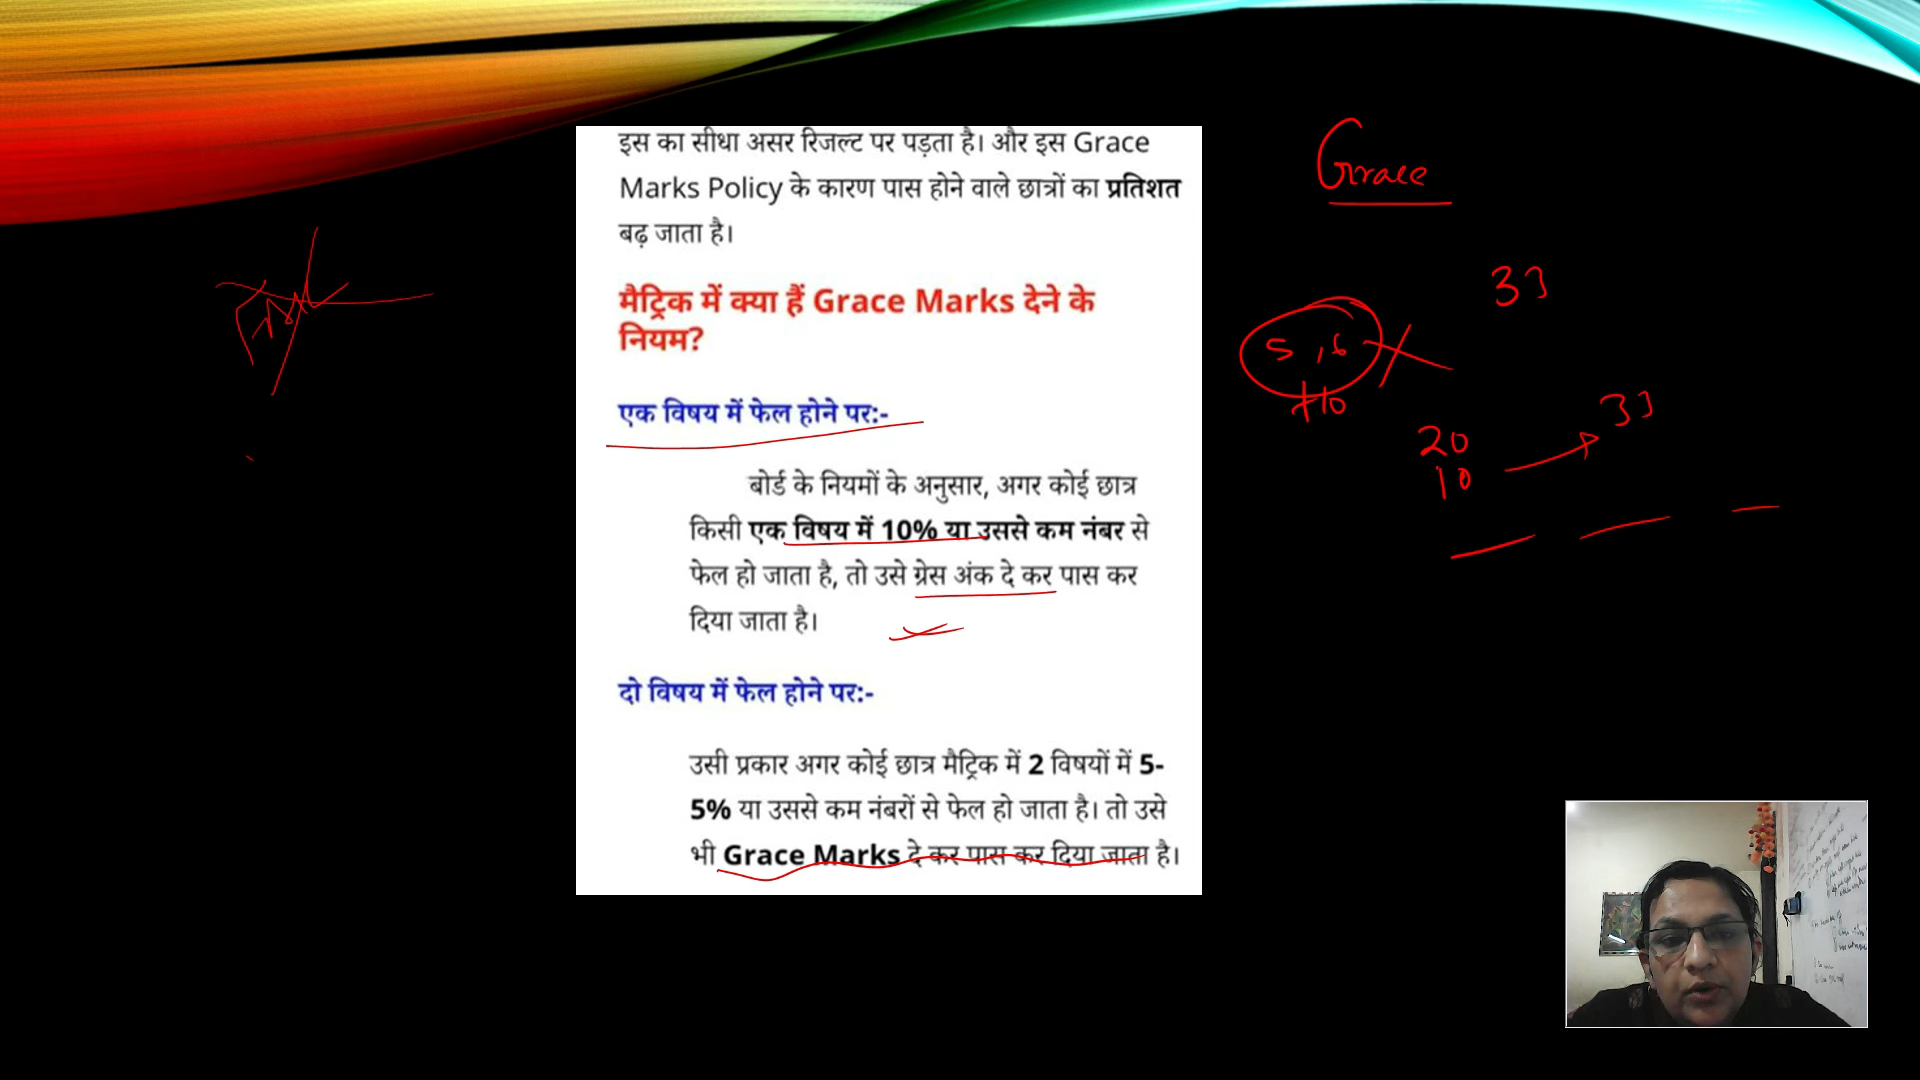 इस का सीधा असर रिजल्ट पर पड़ता है। और इस Grace
Marks Policy के कारण पास होने वाले छात्रों का प्रतिशत
बढ़ जाता है।
मैट्रिक में क्या हैं Grace Marks देने के
नियम?
एक विषय में फेल होने पर:-
बोर्ड के नियमों के अनुसार, अगर कोई छात्र
किसी एक विषय में 10% या उससे कम नंबर से
फेल हो जाता है, तो उसे ग्रेस अंक दे कर पास कर
दिया जाता है।
दो विषय में फेल होने पर:-
उसी प्रकार अगर कोई छात्र मैट्रिक में 2 विषयों में 5-
5% या उससे कम नंबरों से फेल हो जाता है। तो उसे
भी Grace Marks दे कर पास कर दिया जाता है।
Grace
33
5 , 6
+10
33
20
10